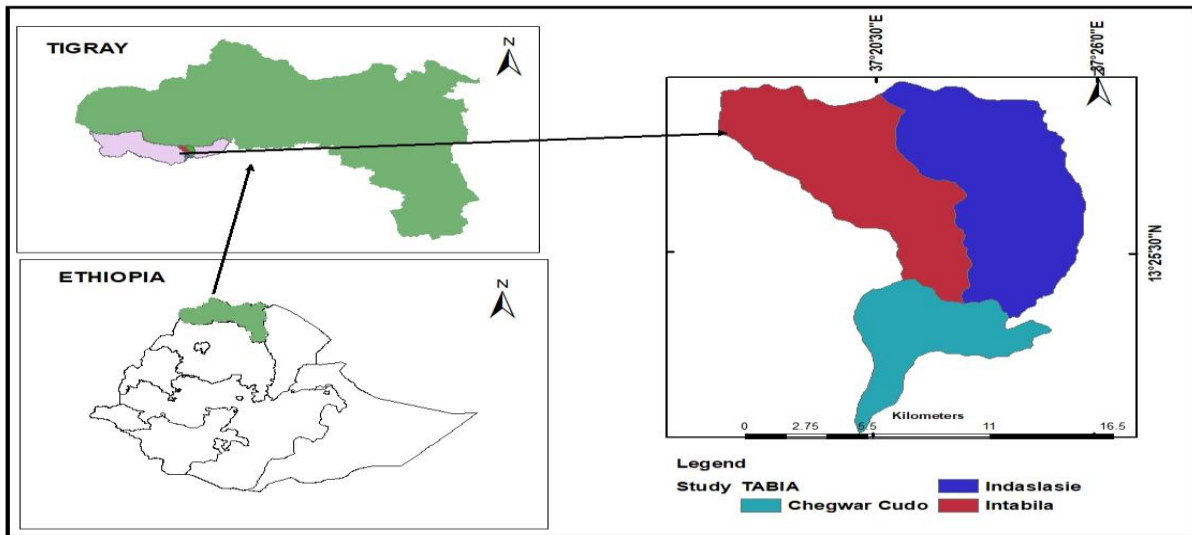 TIGRAY
N
ETHIOPIA
N
37°20'30"E
37°26'0"E
N
13°25'30"N
Kilometers
0 2.75 5.5 11 16.5
Legend
Study TABIA
Indaslasie
Chegwar Cudo
Intabila